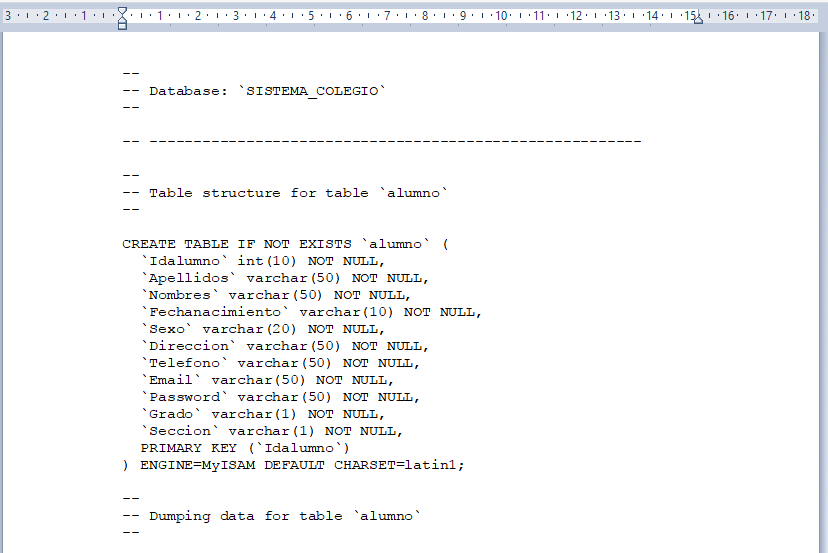 3 · 2 · 1 · 1 · 2 · 3 · 4 · 5 · 6 · 7 · 8 · 9 · 10 · 11 · 12 · 13 · 14 · 15 · 16 · 17 · 18
--
-- Database: `SISTEMA_COLEGIO`
--
-- --------------------------------------------------------
--
-- Table structure for table `alumno`
--
CREATE TABLE IF NOT EXISTS `alumno` (
  `Idalumno` int(10) NOT NULL,
  `Apellidos` varchar(50) NOT NULL,
  `Nombres` varchar(50) NOT NULL,
  `Fechanacimiento` varchar(10) NOT NULL,
  `Sexo` varchar(20) NOT NULL,
  `Direccion` varchar(50) NOT NULL,
  `Telefono` varchar(50) NOT NULL,
  `Email` varchar(50) NOT NULL,
  `Password` varchar(50) NOT NULL,
  `Grado` varchar(1) NOT NULL,
  `Seccion` varchar(1) NOT NULL,
  PRIMARY KEY (`Idalumno`)
) ENGINE=MyISAM DEFAULT CHARSET=latin1;
--
-- Dumping data for table `alumno`
--